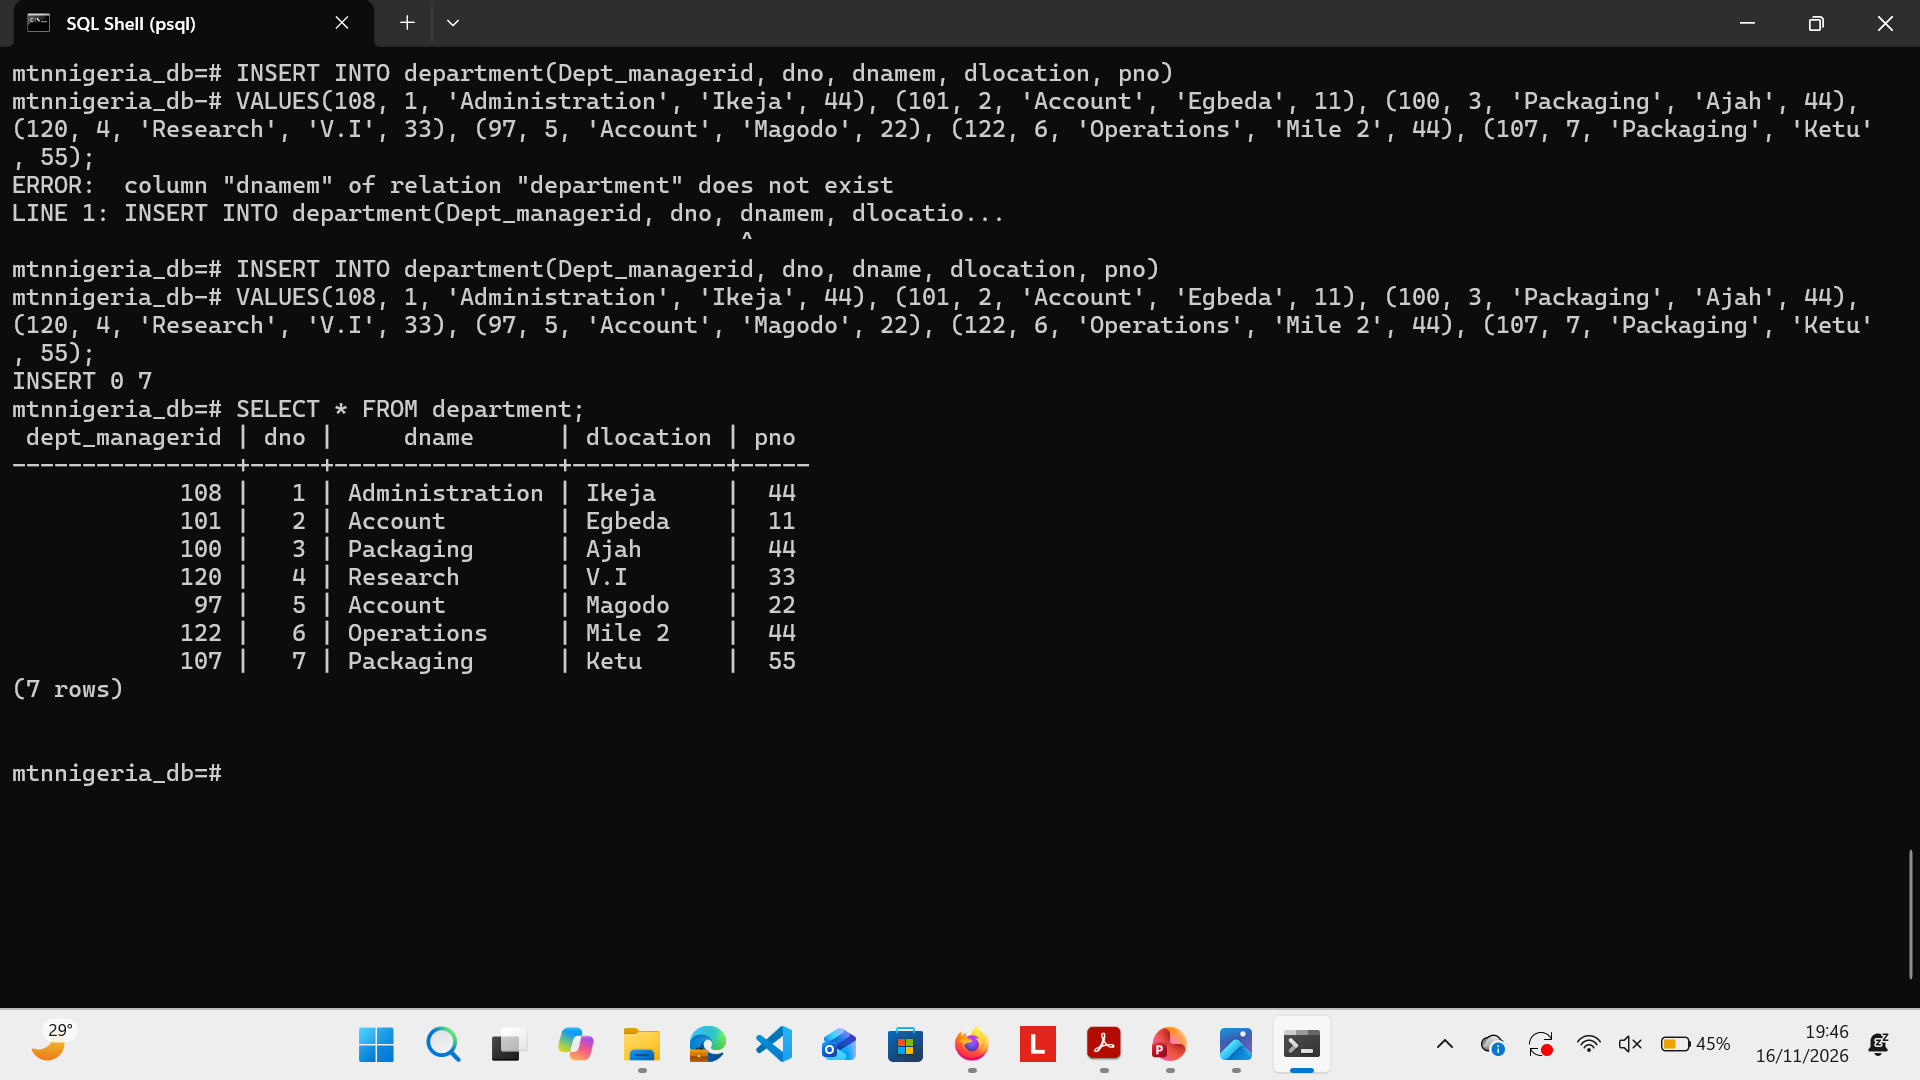 SQL Shell (psql)
mtnnigeria_db=# INSERT INTO department(Dept_managerid, dno, dnamem, dlocation, pno)
mtnnigeria_db-# VALUES(108, 1, 'Administration', 'Ikeja', 44), (101, 2, 'Account', 'Egbeda', 11), (100, 3, 'Packaging', 'Ajah', 44),
(120, 4, 'Research', 'V.I', 33), (97, 5, 'Account', 'Magodo', 22), (122, 6, 'Operations', 'Mile 2', 44), (107, 7, 'Packaging', 'Ketu'
, 55);
ERROR:  column "dnamem" of relation "department" does not exist
LINE 1: INSERT INTO department(Dept_managerid, dno, dnamem, dlocatio...
^
mtnnigeria_db=# INSERT INTO department(Dept_managerid, dno, dname, dlocation, pno)
mtnnigeria_db-# VALUES(108, 1, 'Administration', 'Ikeja', 44), (101, 2, 'Account', 'Egbeda', 11), (100, 3, 'Packaging', 'Ajah', 44),
(120, 4, 'Research', 'V.I', 33), (97, 5, 'Account', 'Magodo', 22), (122, 6, 'Operations', 'Mile 2', 44), (107, 7, 'Packaging', 'Ketu'
, 55);
INSERT 0 7
mtnnigeria_db=# SELECT * FROM department;
 dept_managerid | dno |     dname      | dlocation | pno
----------------+-----+----------------+-----------+-----
            108 |   1 | Administration | Ikeja     |  44
            101 |   2 | Account        | Egbeda    |  11
            100 |   3 | Packaging      | Ajah      |  44
            120 |   4 | Research       | V.I       |  33
             97 |   5 | Account        | Magodo    |  22
            122 |   6 | Operations     | Mile 2    |  44
            107 |   7 | Packaging      | Ketu      |  55
(7 rows)
mtnnigeria_db=#
29°
45%
19:46
16/11/2026